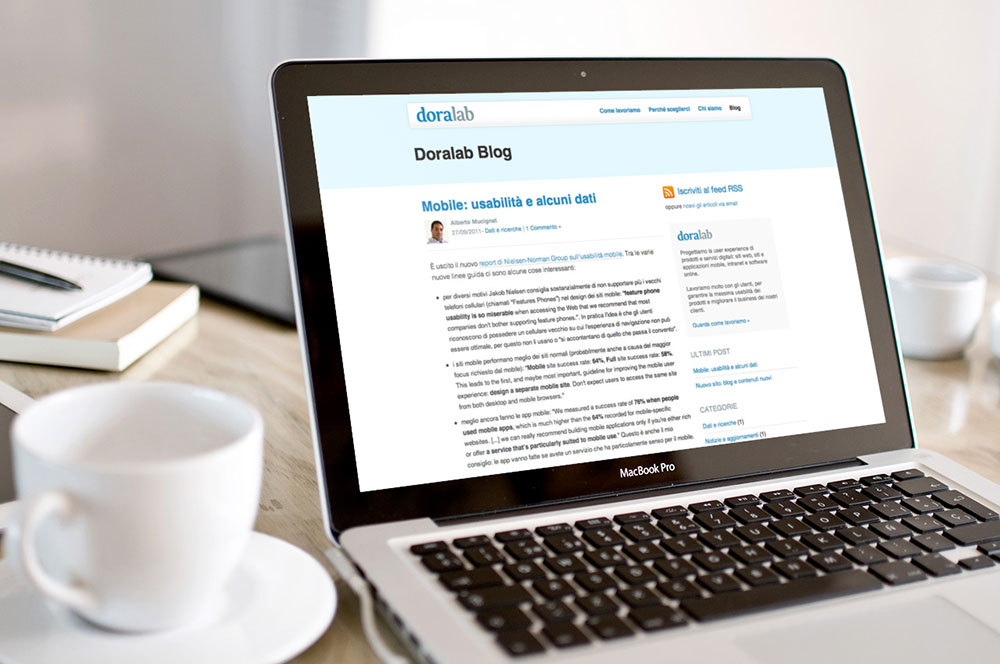 doralab
Come lavoriamo Perché sceglierci Chi siamo Blog
Doralab Blog
Mobile: usabilità e alcuni dati
Alberto Mucignat
27/09/2011- Dati e ricerche | 1 Commento »
È uscito il nuovo report di Nielsen-Norman Group sull'usabilità mobile. Tra le varie
nuove linee guida ci sono alcune cose interessanti:
• per diversi motivi Jakob Nielsen consiglia sostanzialmente di non supportare più i vecchi
telefoni cellulari (chiamati "Features Phones") nel design dei siti mobile: "feature phone
usability is so miserable when accessing the Web that we recommend that most
companies don't bother supporting feature phones.". In pratica l'idea è che gli utenti
riconoscono di possedere un cellulare vecchio su cui l'esperienza di navigazione non può
essere ottimale, per questo non li usano o "si accontentano di quello che passa il convento".
• i siti mobile performano meglio dei siti normali (probabilmente anche a causa del maggior
focus richiesto dal mobile): "Mobile site success rate: 64%, Full site success rate: 58%.
This leads to the first, and maybe most important, guideline for improving the mobile user
experience: design a separate mobile site. Don't expect users to access the same site
from both desktop and mobile browsers."
• meglio ancora fanno le app mobile: "We measured a success rate of 76% when people
used mobile apps, which is much higher than the 64% recorded for mobile-specific
websites. [...] we can really recommend building mobile applications only if you're either rich
or offer a service that's particularly suited to mobile use." Questo è anche il mio
consiglio: le app vanno fatte se avete un servizio che ha particolarmente senso per il mobile.
Iscriviti al feed RSS
oppure ricevi gli articoli via email
doralab
Progettiamo la user experience di
prodotti e servizi digitali: siti web, siti e
applicazioni mobile, intranet e software
online.
Lavoriamo molto con gli utenti, per
garantire la massima usabilità dei
prodotti e migliorare il business dei nostri
clienti.
Guarda come lavoriamo »
ULTIMI POST
Mobile: usabilità e alcuni dati
Nuovo sito, blog e contenuti nuovi
CATEGORIE
Dati e ricerche (1)
Notizie e aggiornamenti (1)
MacBook Pro